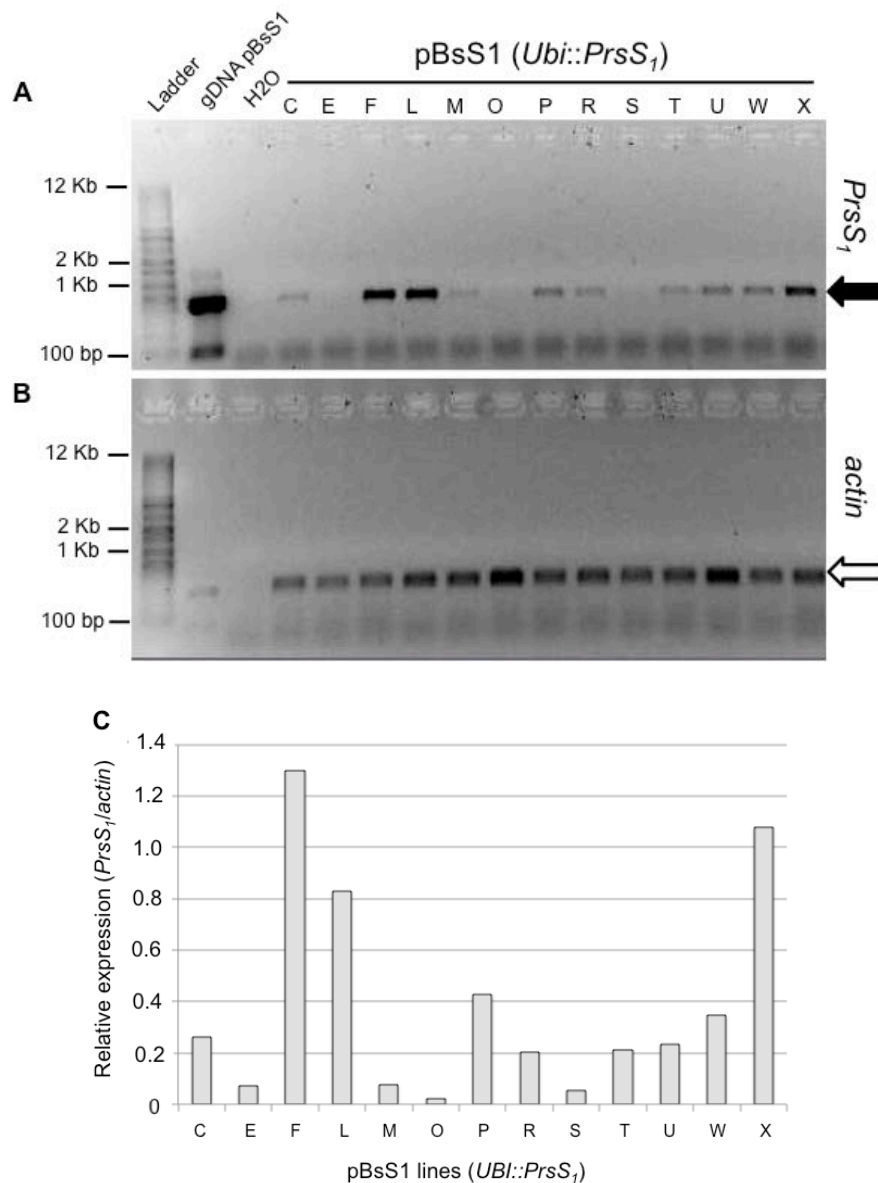 pBsS1 (Ubi::PrsS₁)
A
Ladder
gDNA pBsS1
H2O
C E F L M O P R S T U W X
12 Kb
2 Kb
1 Kb
100 bp
PrsS₁
B
12 Kb
2 Kb
1 Kb
100 bp
actin
C
Relative expression (PrsS₁/actin)
1.4
1.2
1.0
0.8
0.6
0.4
0.2
0
C E F L M O P R S T U W X
pBsS1 lines (UBI::PrsS₁)